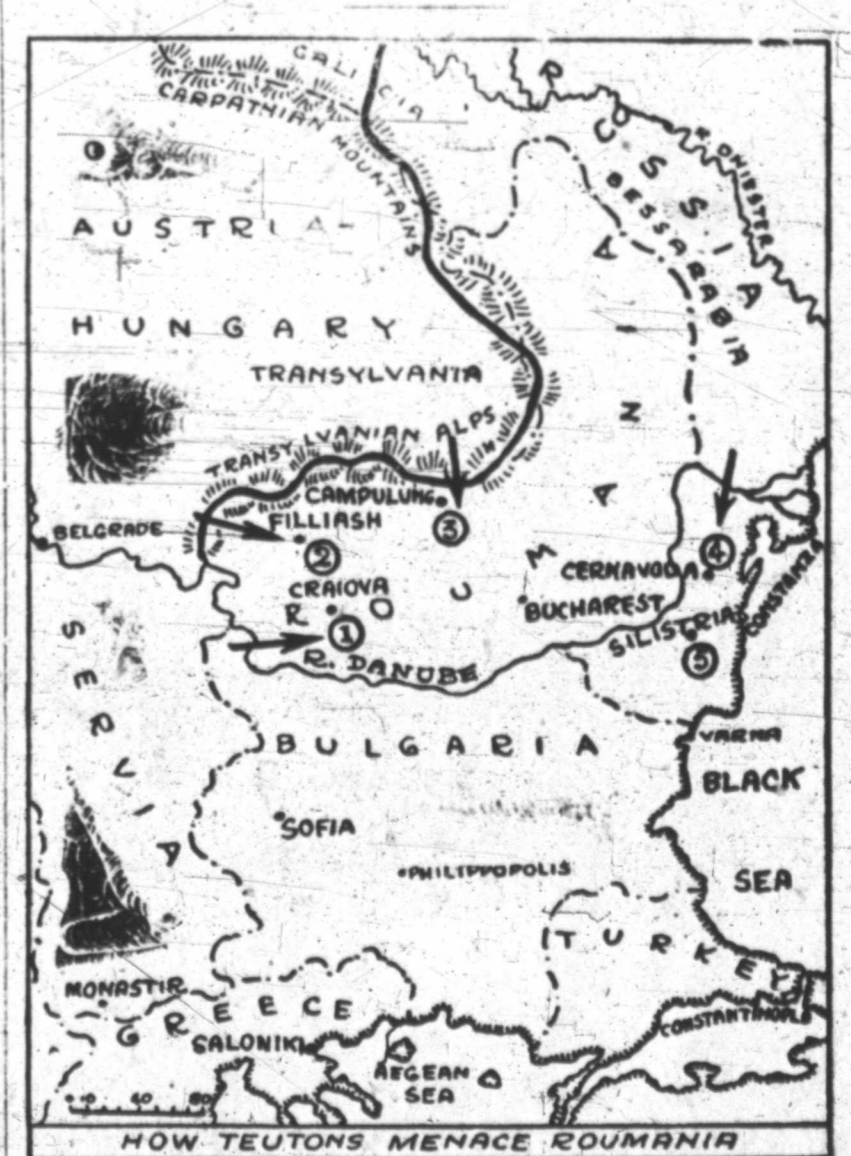 GALICIA
CARPATHIAN MOUNTAINS
RUSSIA
R. DNIESTER
BESSARABIA
AUSTRIA-
HUNGARY
TRANSYLVANIA
TRANSYLVANIAN ALPS
CAMPULUNG
FILLIASH
BELGRADE
CRAIOVA
ROUMANIA
1
2
3
4
5
CERNAVODA
BUCHAREST
SILISTRIA
CONSTANZA
R. DANUBE
SERVIA
BULGARIA
VARNA
BLACK
SEA
SOFIA
PHILIPPOPOLIS
TURKEY
MONASTIR
GREECE
SALONIKI
CONSTANTINOPLE
AEGEAN
SEA
0 40 80
HOW TEUTONS MENACE ROUMANIA